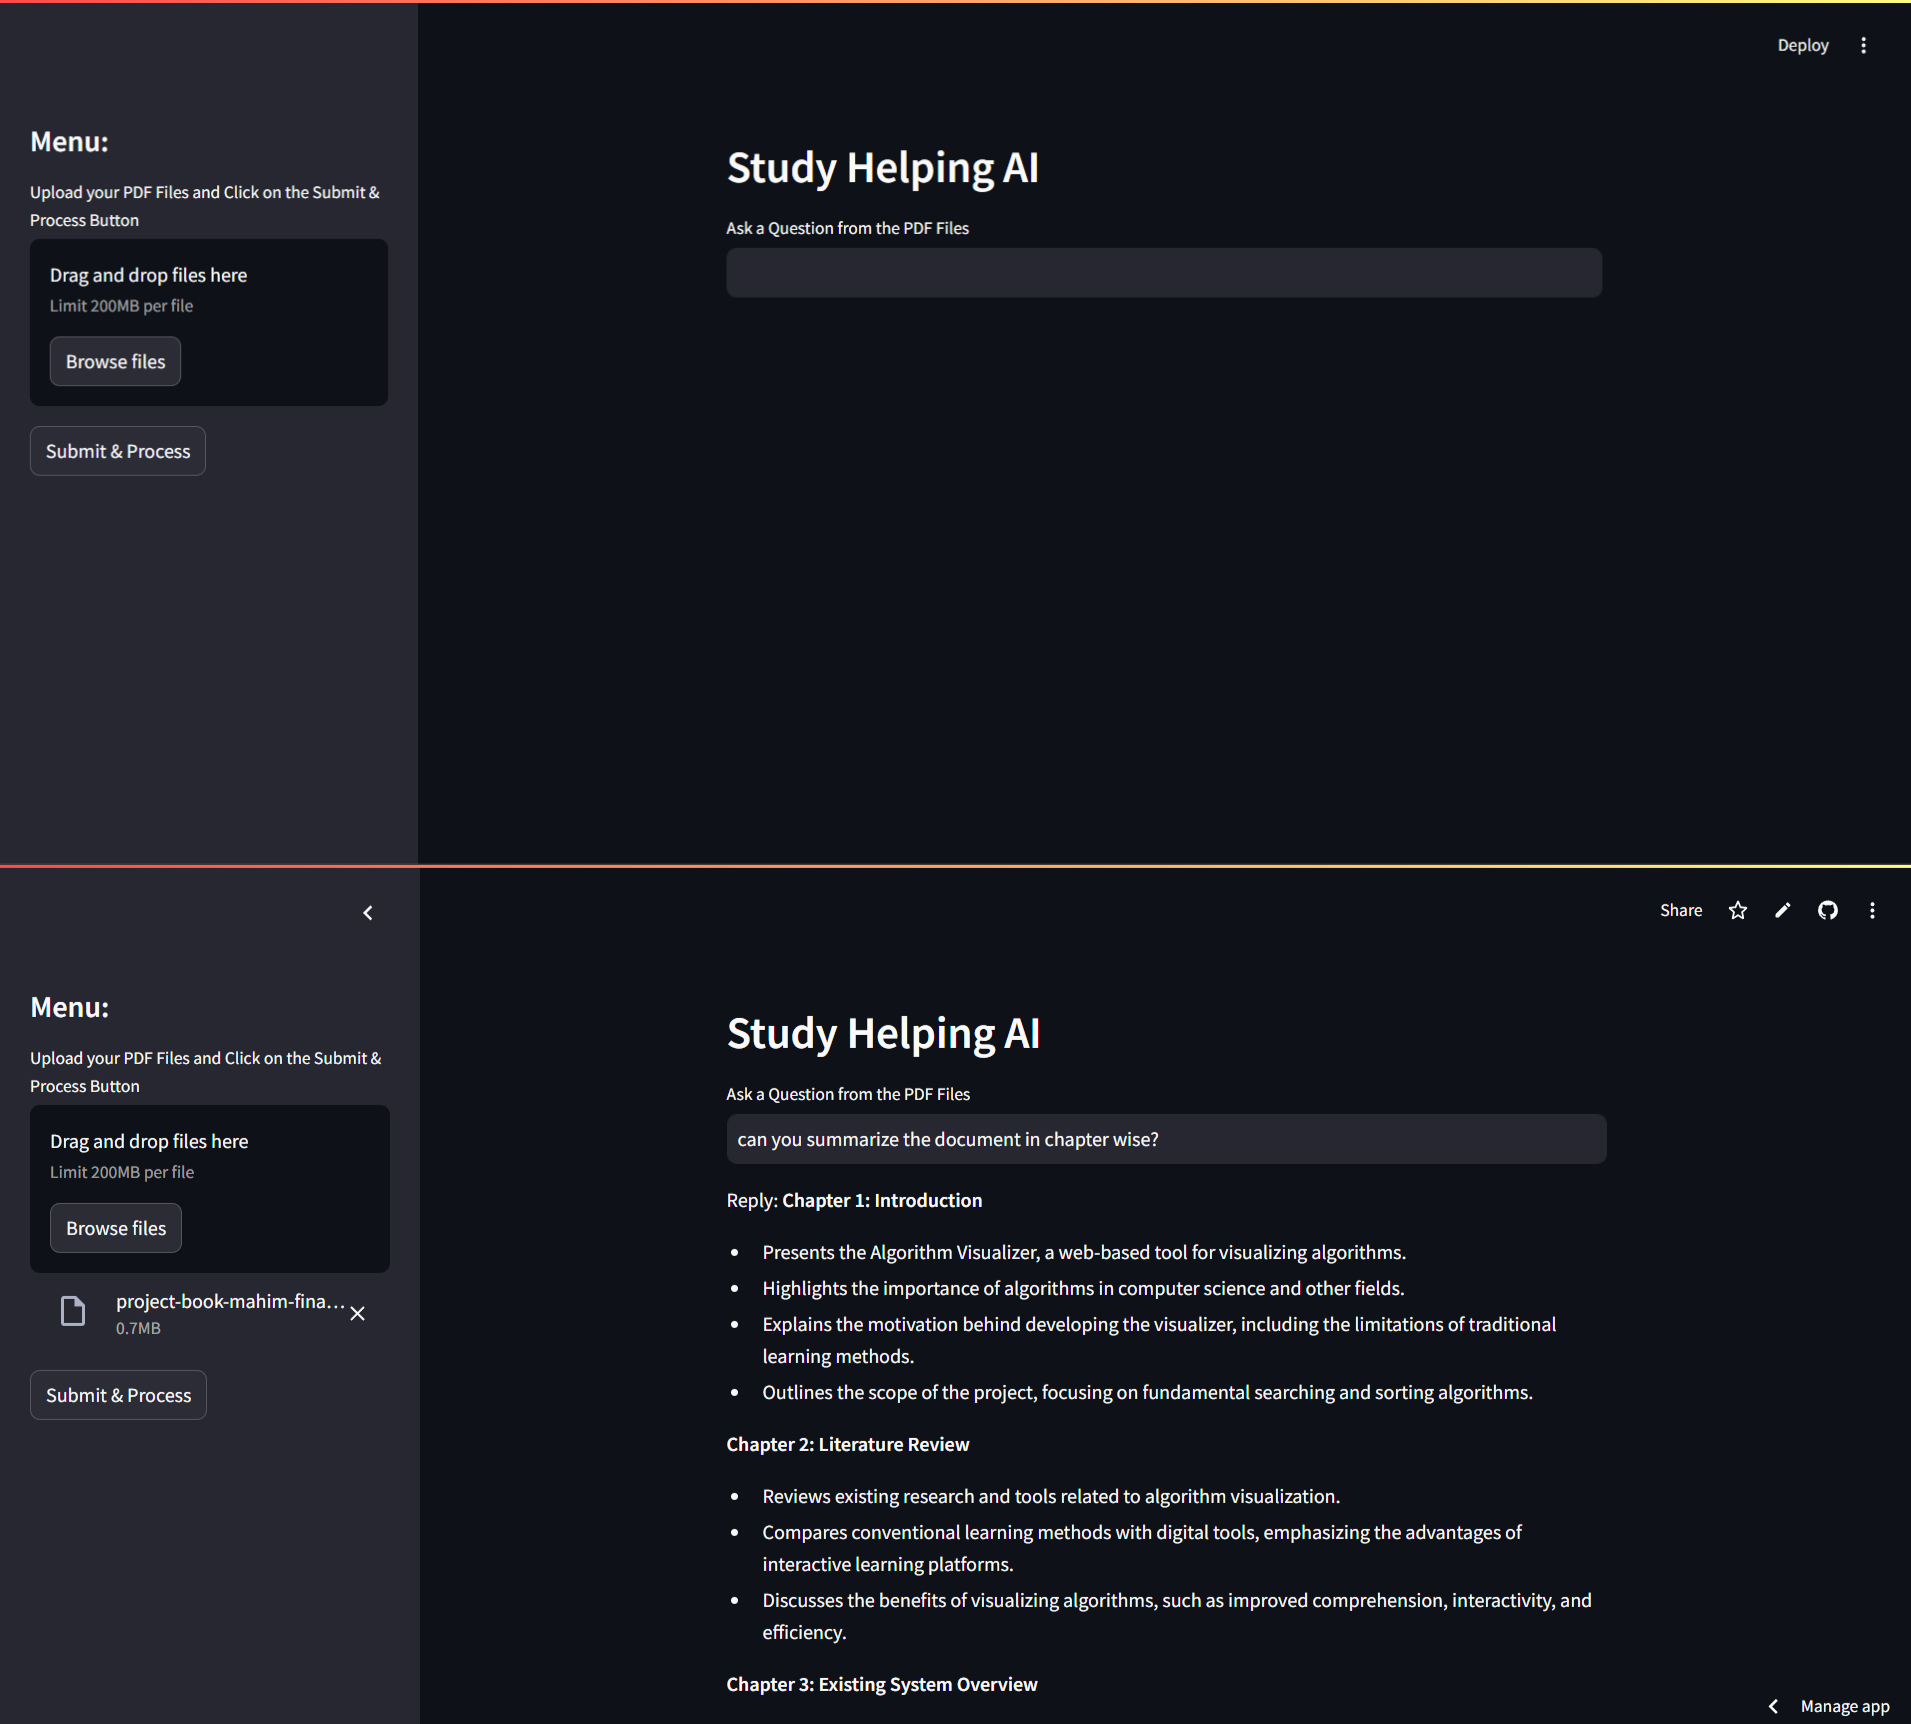 Deploy
Menu:
Upload your PDF Files and Click on the Submit &
Process Button
Drag and drop files here
Limit 200MB per file
Browse files
Submit & Process
Study Helping AI
Ask a Question from the PDF Files
Share
Menu:
Upload your PDF Files and Click on the Submit &
Process Button
Drag and drop files here
Limit 200MB per file
Browse files
project-book-mahim-fina...
0.7MB
Submit & Process
Study Helping AI
Ask a Question from the PDF Files
can you summarize the document in chapter wise?
Reply: Chapter 1: Introduction
• Presents the Algorithm Visualizer, a web-based tool for visualizing algorithms.
• Highlights the importance of algorithms in computer science and other fields.
• Explains the motivation behind developing the visualizer, including the limitations of traditional
learning methods.
• Outlines the scope of the project, focusing on fundamental searching and sorting algorithms.
Chapter 2: Literature Review
• Reviews existing research and tools related to algorithm visualization.
• Compares conventional learning methods with digital tools, emphasizing the advantages of
interactive learning platforms.
• Discusses the benefits of visualizing algorithms, such as improved comprehension, interactivity, and
efficiency.
Chapter 3: Existing System Overview
Manage app